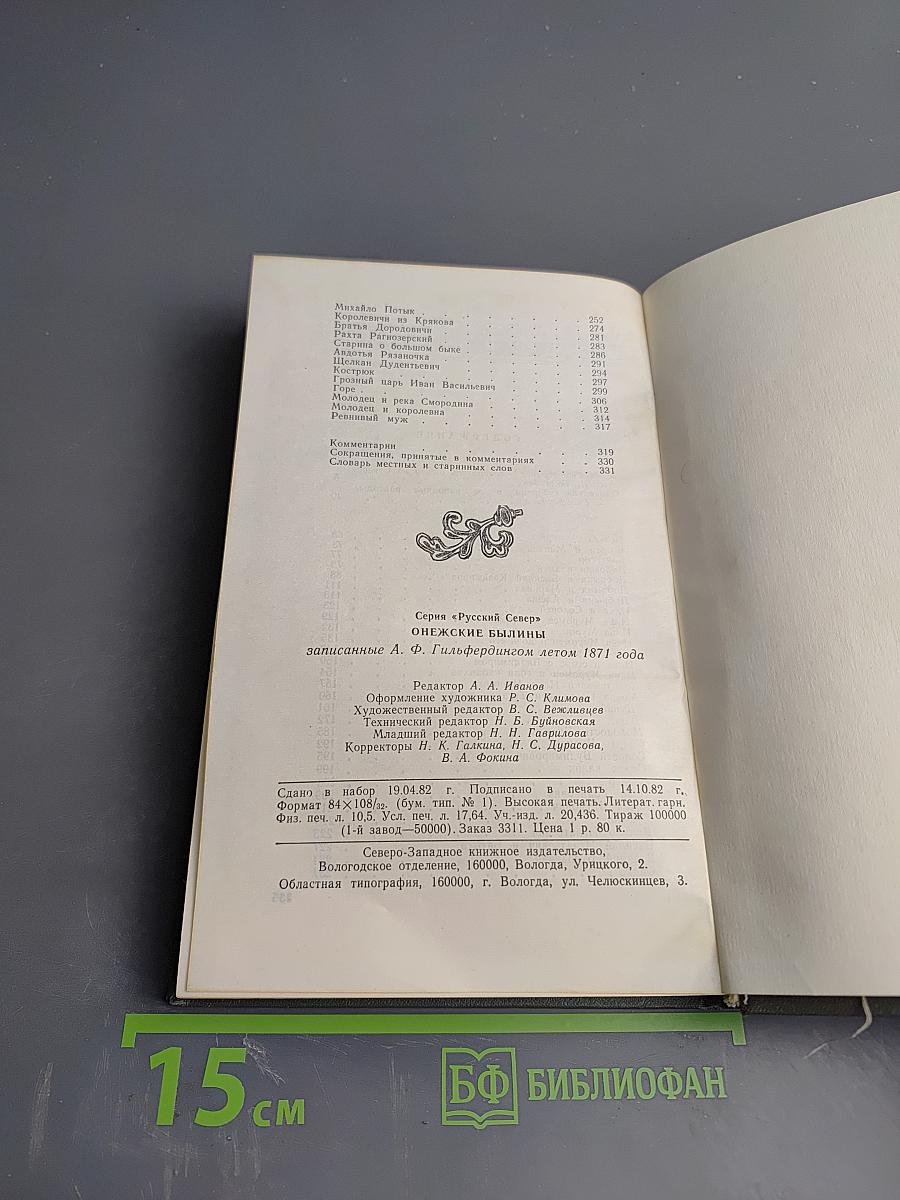 Михайло Потык . . . . . . . . 252
Королевичи из Крякова . . . . . . 274
Братья Дородовичи . . . . . . . 281
Рахта Рагнозерский . . . . . . . 283
Старина о большом быке . . . . . . 286
Авдотья Рязаночка . . . . . . . 291
Щелкан Дудентьевич . . . . . . . 294
Кострюк . . . . . . . . 297
Грозный царь Иван Васильевич . . . . . 299
Горе . . . . . . . . . 306
Молодец и река Смородина . . . . . 312
Молодец и королевна . . . . . . 314
Ревнивый муж . . . . . . . . 317
Комментарии . . . . . . . . 319
Сокращения, принятые в комментариях . . . 330
Словарь местных и старинных слов . . . . 331
Серия «Русский Север»
ОНЕЖСКИЕ БЫЛИНЫ
записанные А. Ф. Гильфердингом летом 1871 года
Редактор А. А. Иванов
Оформление художника Р. С. Климова
Художественный редактор В. С. Вежливцев
Технический редактор Н. Б. Буйновская
Младший редактор Н. Н. Гаврилова
Корректоры Н. К. Галкина, Н. С. Дурасова,
В. А. Фокина
Сдано в набор 19.04.82 г. Подписано в печать 14.10.82 г.
Формат 84×108/32. (бум. тип. № 1). Высокая печать. Литерат. гарн.
Физ. печ. л. 10,5. Усл. печ. л. 17,64. Уч.-изд. л. 20,436. Тираж 100000
(1-й завод—50000). Заказ 3311. Цена 1 р. 80 к.
Северо-Западное книжное издательство,
Вологодское отделение, 160000, Вологда, Урицкого, 2.
Областная типография, 160000, г. Вологда, ул. Челюскинцев, 3.
15 см
БФ БИБЛИОФАН